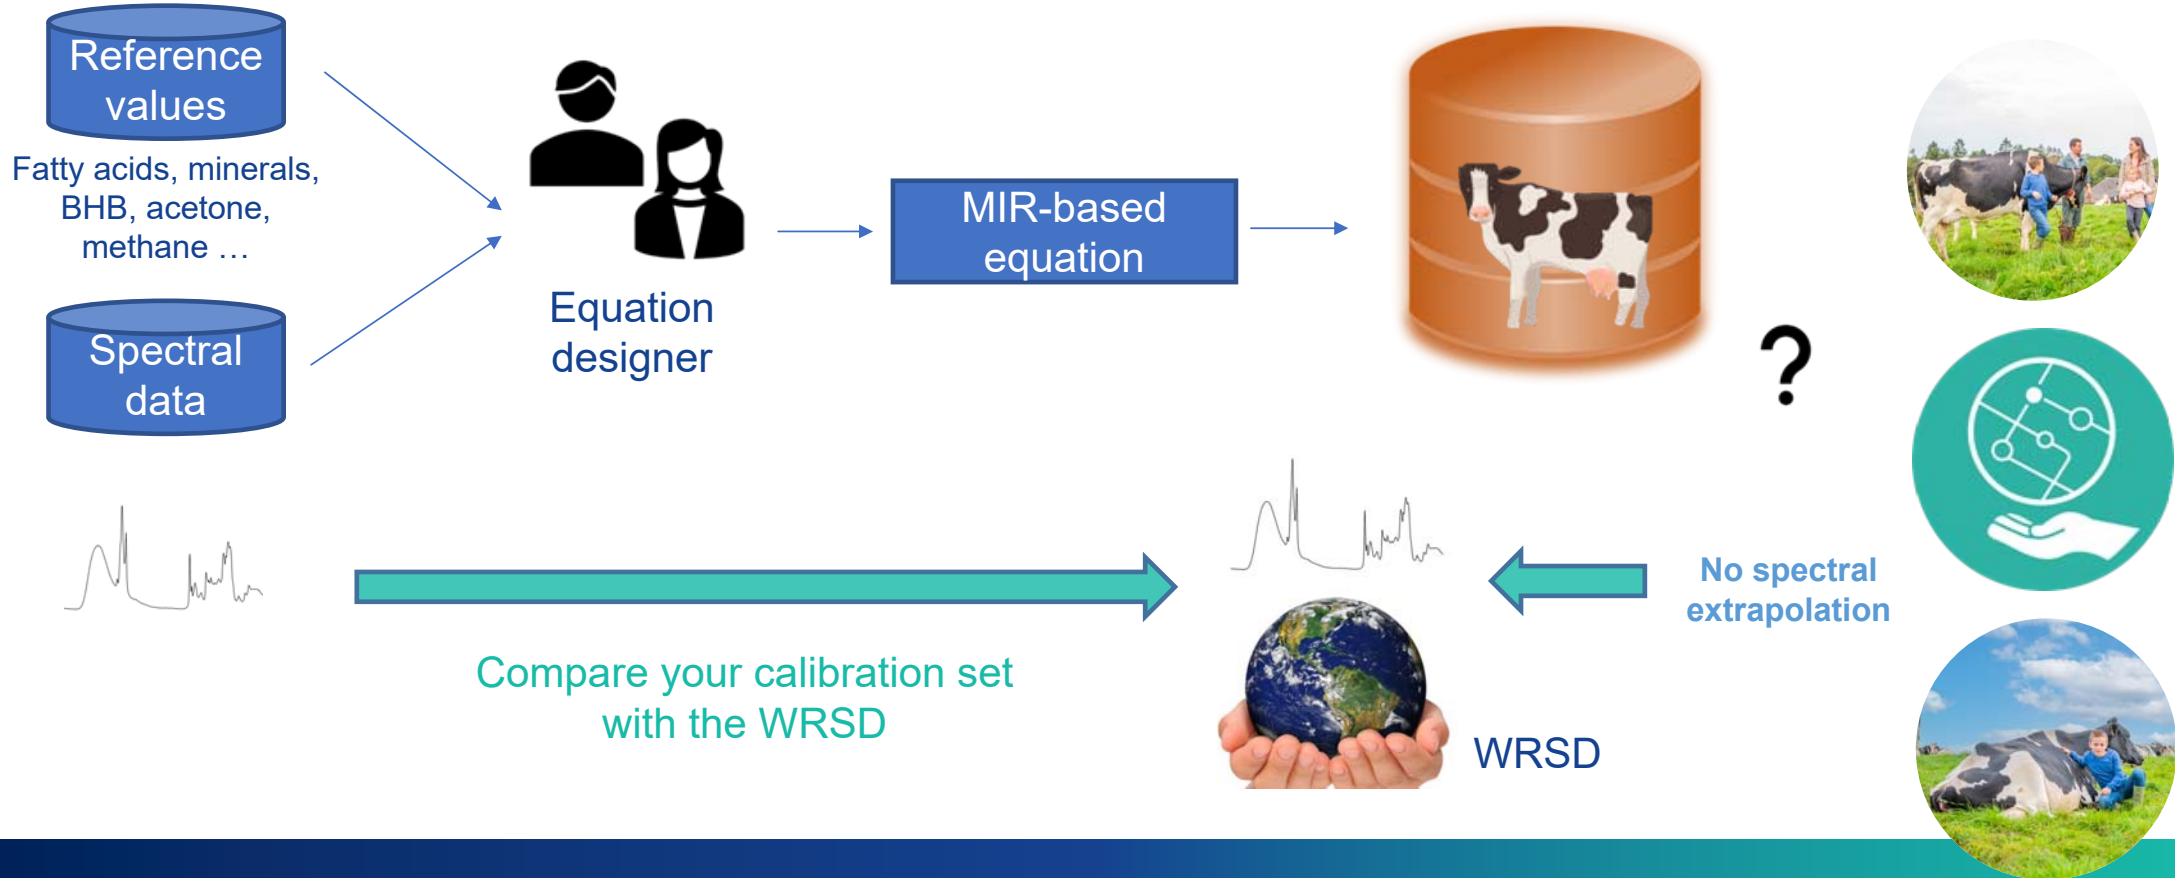 Reference
values
Fatty acids, minerals,
BHB, acetone,
methane …
Spectral
data
Equation
designer
MIR-based
equation
?
Compare your calibration set
with the WRSD
WRSD
No spectral
extrapolation